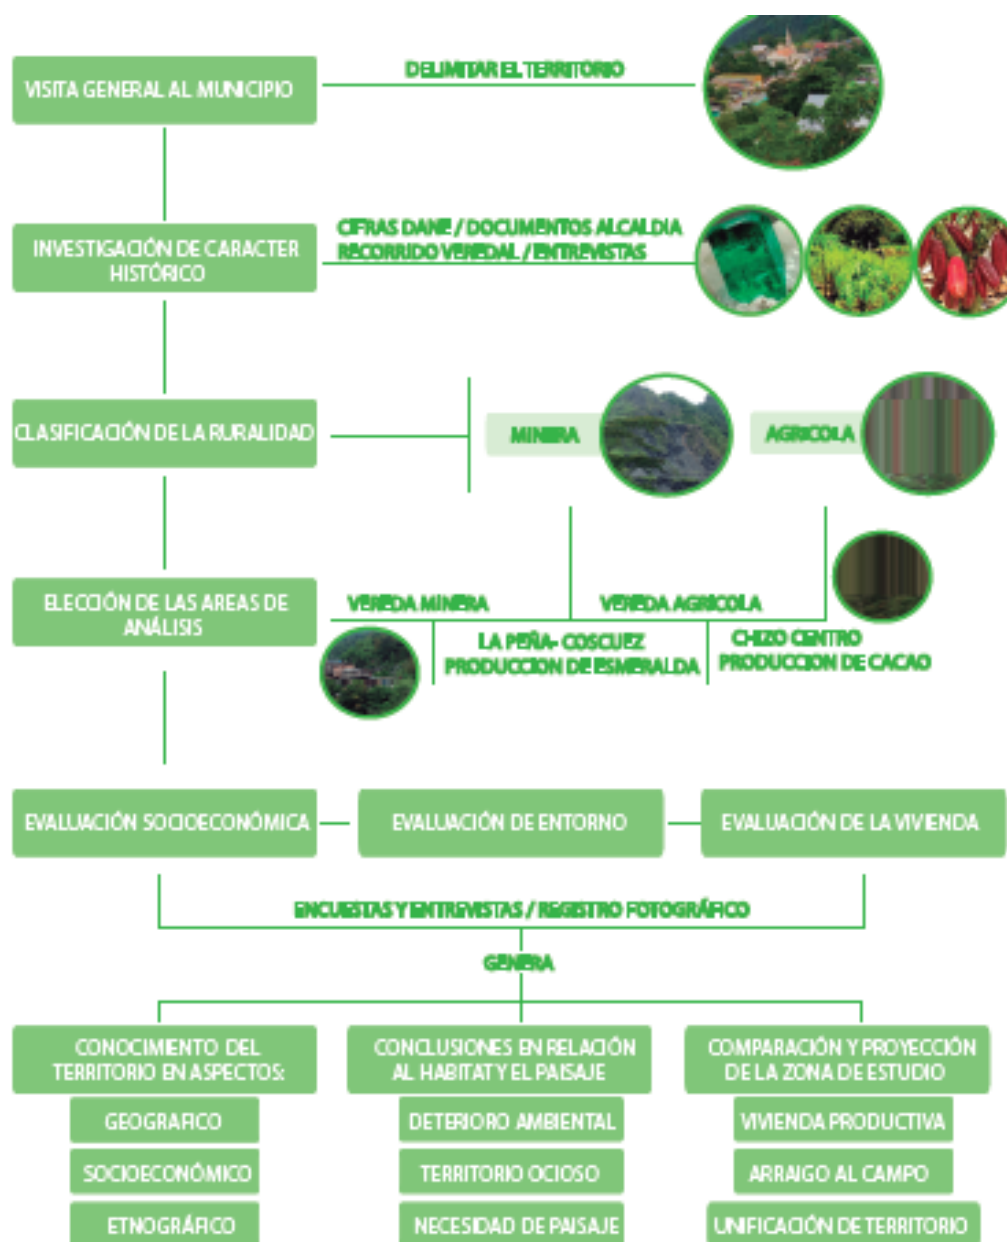 DELIMITAR EL TERRITORIO
VISITA GENERAL AL MUNICIPIO
CIFRAS DANE / DOCUMENTOS ALCALDIA
RECORRIDO VEREDAL / ENTREVISTAS
INVESTIGACIÓN DE CARACTER
HISTÓRICO
CLASIFICACIÓN DE LA RURALIDAD
MINERA
AGRICOLA
ELECCIÓN DE LAS AREAS DE
ANÁLISIS
VEREDA MINERA
VEREDA AGRICOLA
LA PEÑA- COSCUEZ
PRODUCCION DE ESMERALDA
CHIZO CENTRO
PRODUCCION DE CACAO
EVALUACIÓN SOCIOECONÓMICA
EVALUACIÓN DE ENTORNO
EVALUACIÓN DE LA VIVIENDA
ENCUESTAS Y ENTREVISTAS / REGISTRO FOTOGRÁFICO
GENERA
CONOCIMIENTO DEL
TERRITORIO EN ASPECTOS:
GEOGRAFICO
SOCIOECONÓMICO
ETNOGRÁFICO
CONCLUSIONES EN RELACIÓN
AL HABITAT Y EL PAISAJE
DETERIORO AMBIENTAL
TERRITORIO OCIOSO
NECESIDAD DE PAISAJE
COMPARACIÓN Y PROYECCIÓN
DE LA ZONA DE ESTUDIO
VIVIENDA PRODUCTIVA
ARRAIGO AL CAMPO
UNIFICACIÓN DE TERRITORIO